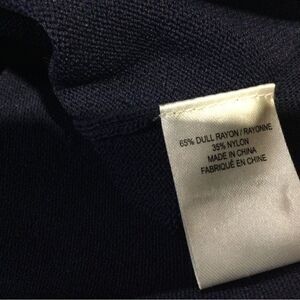 65% DULL RAYON / RAYONNE
35% NYLON
MADE IN CHINA
FABRIQUÉ EN CHINE